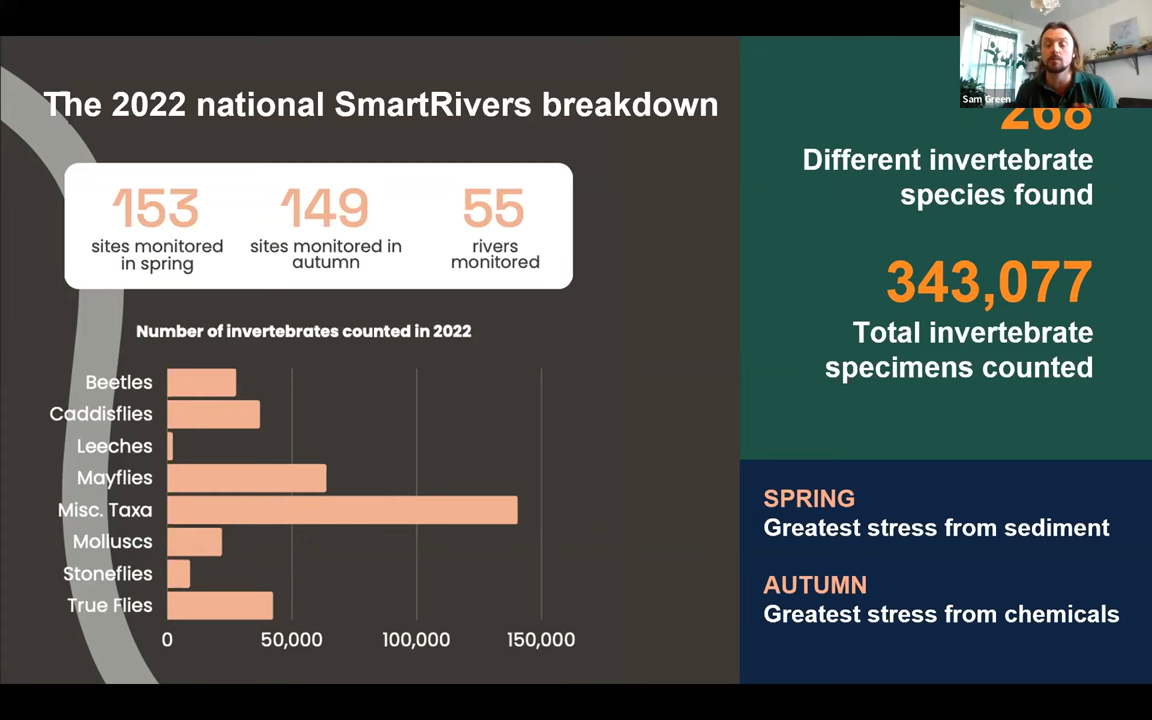 Sam Green
The 2022 national SmartRivers breakdown
153
sites monitored
in spring
149
sites monitored in
autumn
55
rivers
monitored
Number of invertebrates counted in 2022
Beetles
Caddisflies
Leeches
Mayflies
Misc. Taxa
Molluscs
Stoneflies
True Flies
0
50,000
100,000
150,000
268
Different invertebrate
species found
343,077
Total invertebrate
specimens counted
SPRING
Greatest stress from sediment
AUTUMN
Greatest stress from chemicals